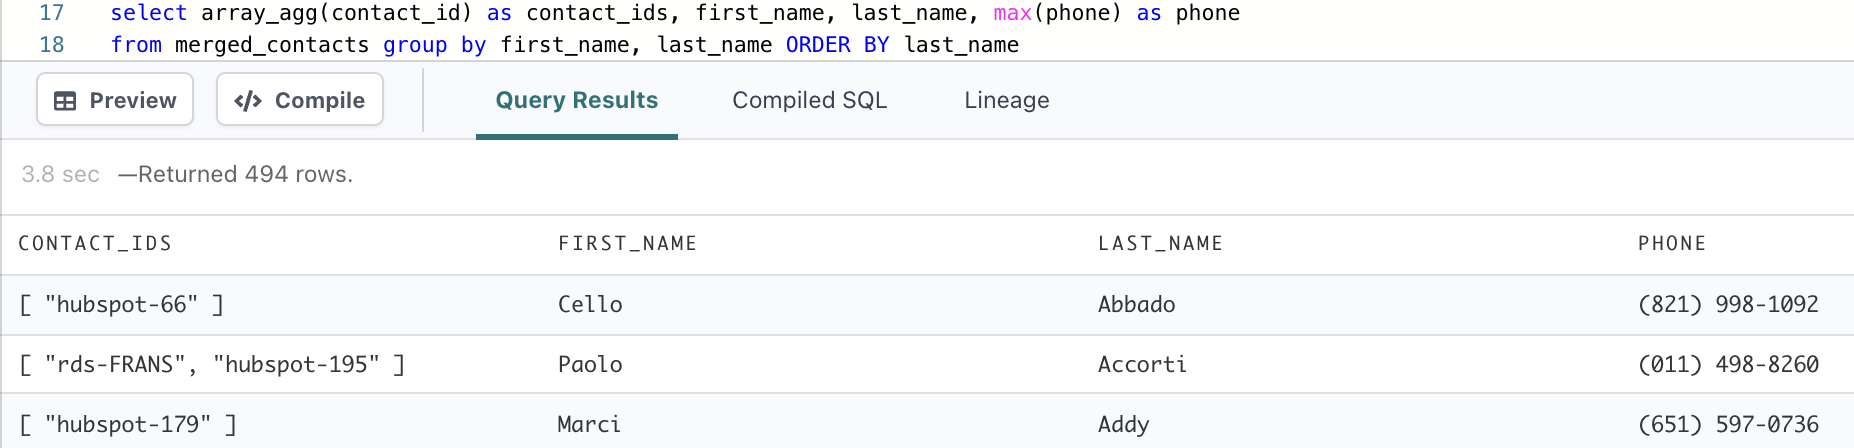 17 select array_agg(contact_id) as contact_ids, first_name, last_name, max(phone) as phone
18 from merged_contacts group by first_name, last_name ORDER BY last_name
Preview </> Compile Query Results Compiled SQL Lineage
3.8 sec —Returned 494 rows.
CONTACT_IDS FIRST_NAME LAST_NAME PHONE
[ "hubspot-66" ] Cello Abbado (821) 998-1092
[ "rds-FRANS", "hubspot-195" ] Paolo Accorti (011) 498-8260
[ "hubspot-179" ] Marci Addy (651) 597-0736